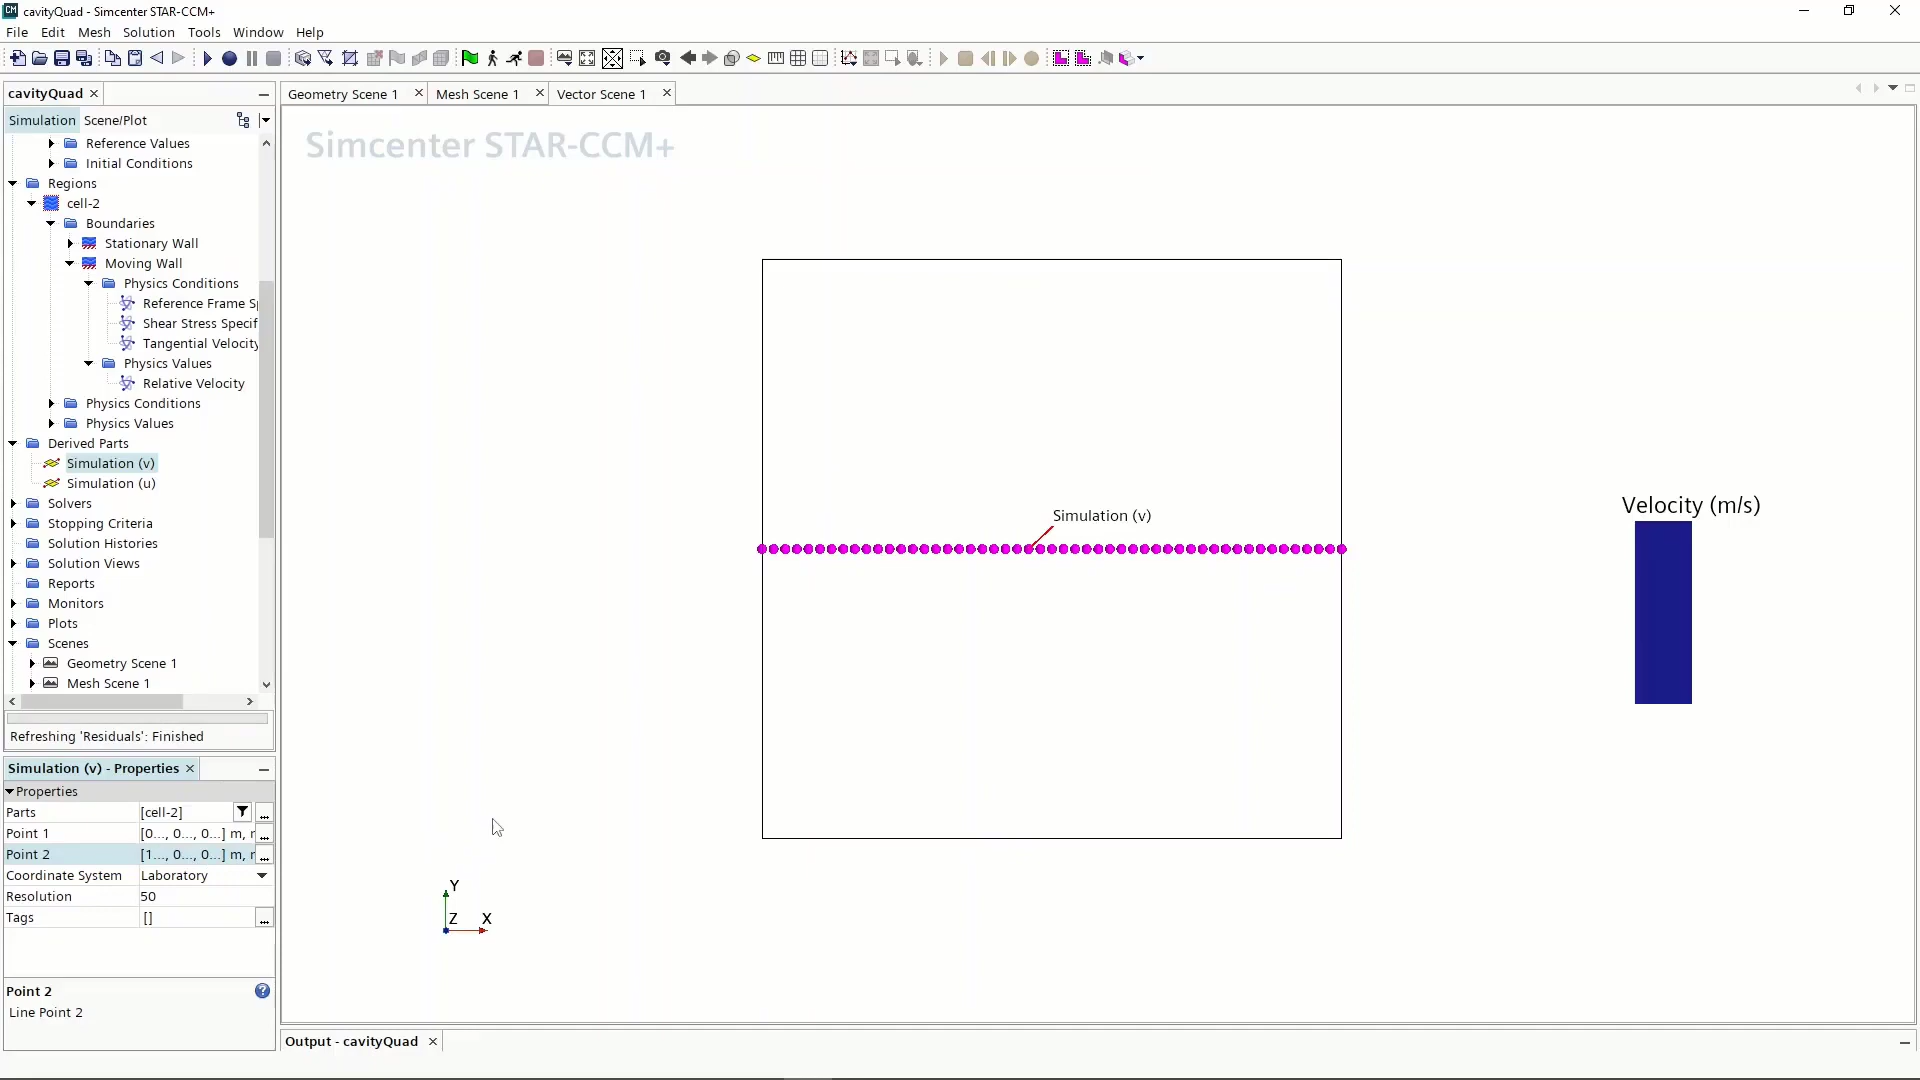 cavityQuad - Simcenter STAR-CCM+
File Edit Mesh Solution Tools Window Help
cavityQuad
Geometry Scene 1 Mesh Scene 1 Vector Scene 1
Simulation Scene/Plot
Simcenter STAR-CCM+
Reference Values
Initial Conditions
Regions
cell-2
Boundaries
Stationary Wall
Moving Wall
Physics Conditions
Reference Frame Sp
Shear Stress Specif
Tangential Velocity
Physics Values
Relative Velocity
Physics Conditions
Physics Values
Derived Parts
Simulation (v)
Simulation (u)
Solvers
Stopping Criteria
Solution Histories
Solution Views
Reports
Monitors
Plots
Scenes
Geometry Scene 1
Mesh Scene 1
Refreshing 'Residuals': Finished
Simulation (v)
Velocity (m/s)
Simulation (v) - Properties
Properties
Parts [cell-2]
Point 1 [0..., 0..., 0...] m, r
Point 2 [1..., 0..., 0...] m, r
Coordinate System Laboratory
Resolution 50
Tags []
Y
Z X
Point 2
Line Point 2
Output - cavityQuad